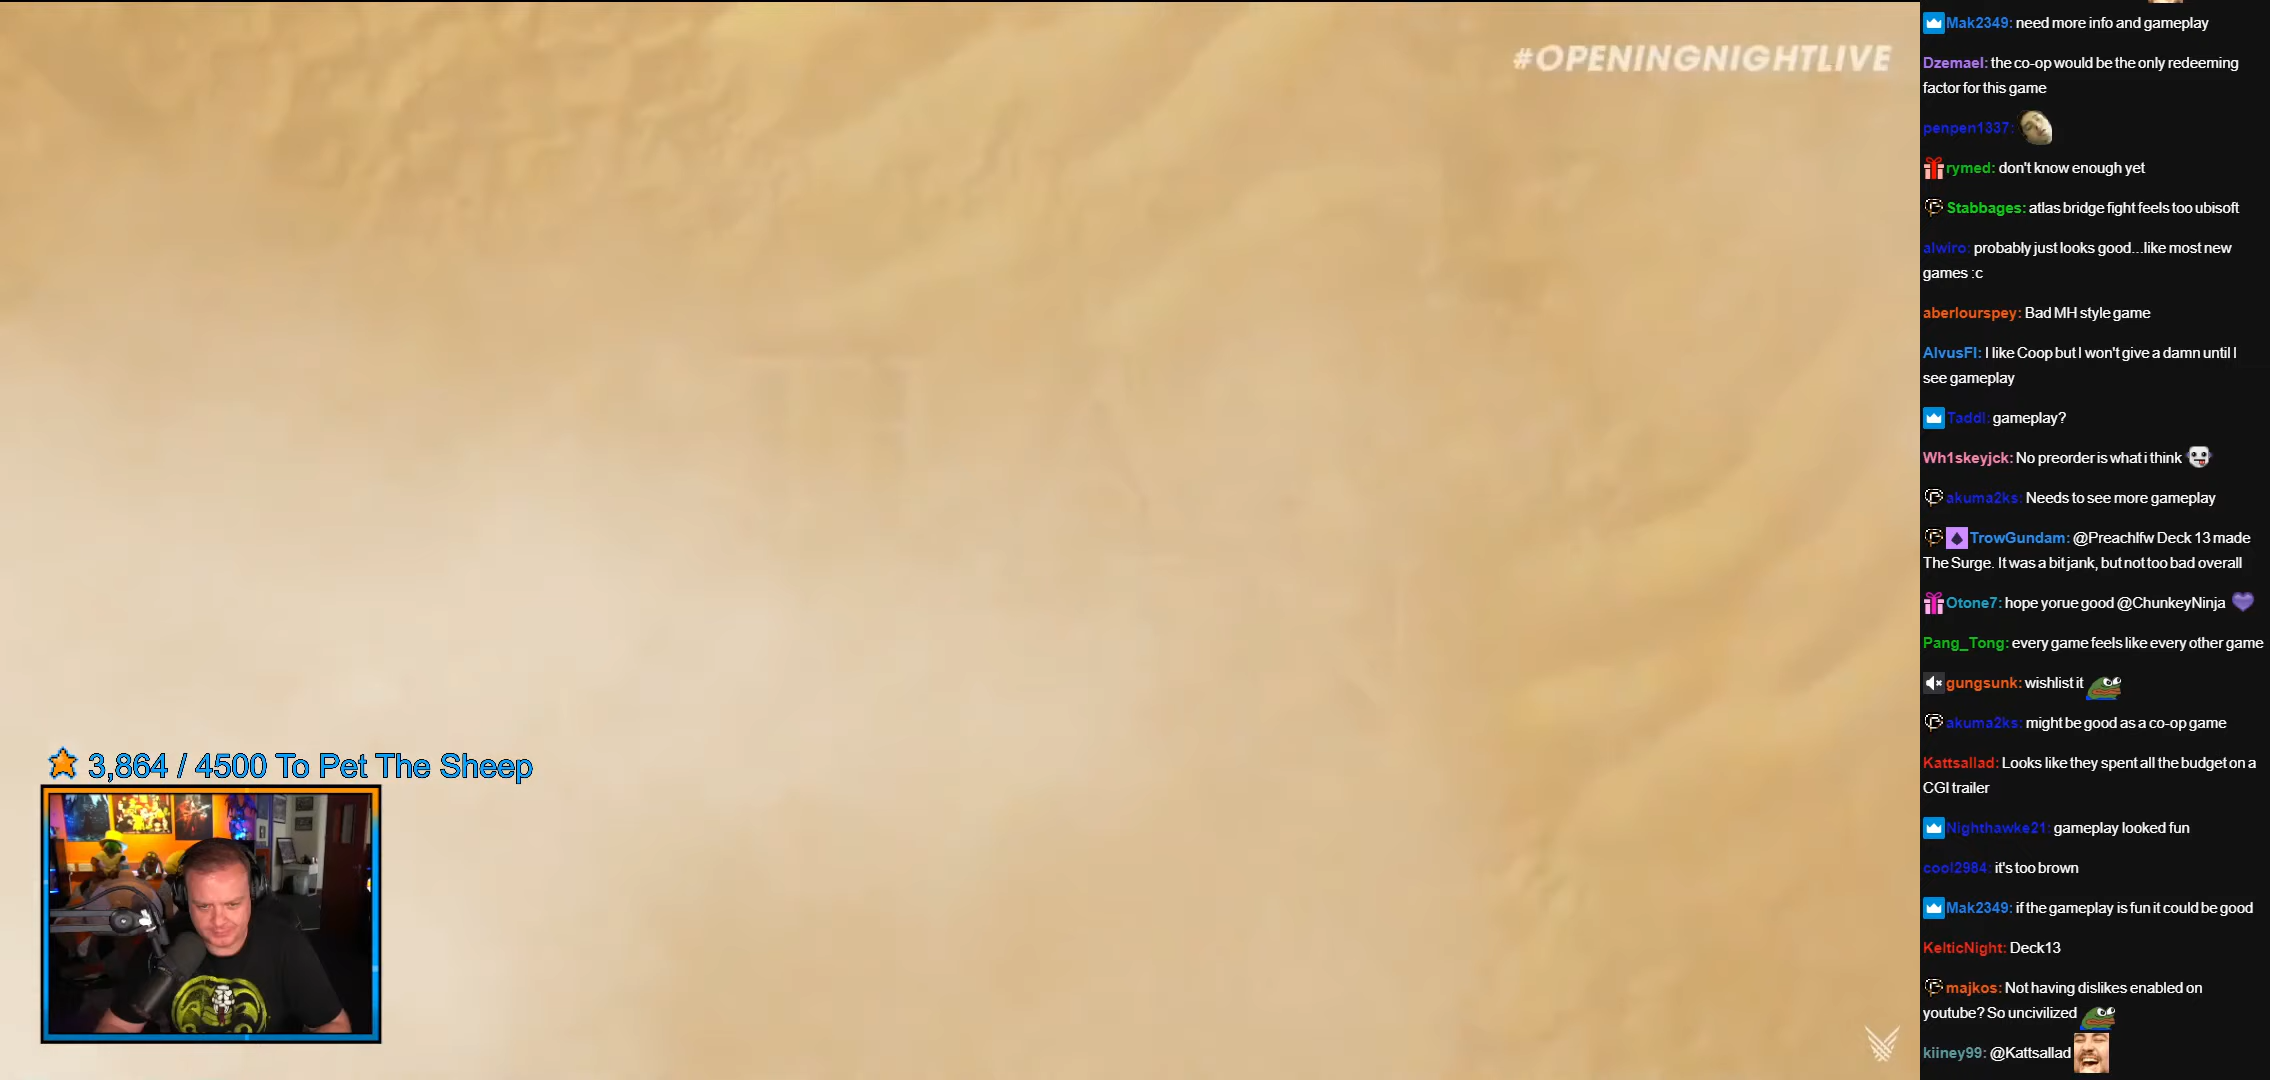 #OPENINGNIGHTLIVE
3,864 / 4500 To Pet The Sheep
Mak2349: need more info and gameplay
Dzemael: the co-op would be the only redeeming
factor for this game
penpen1337:
rymed: don't know enough yet
Stabbages: atlas bridge fight feels too ubisoft
alwiro: probably just looks good...like most new
games :c
aberlourspey: Bad MH style game
AlvusFI: I like Coop but I won't give a damn until I
see gameplay
Taddl: gameplay?
Wh1skeyjck: No preorder is what i think
akuma2ks: Needs to see more gameplay
TrowGundam: @Preachlfw Deck 13 made
The Surge. It was a bit jank, but not too bad overall
Otone7: hope yorue good @ChunkeyNinja
Pang_Tong: every game feels like every other game
gungsunk: wishlist it
akuma2ks: might be good as a co-op game
Kattsallad: Looks like they spent all the budget on a
CGI trailer
Nighthawke21: gameplay looked fun
cool2984: it's too brown
Mak2349: if the gameplay is fun it could be good
KelticNight: Deck13
majkos: Not having dislikes enabled on
youtube? So uncivilized
kiiney99: @Kattsallad